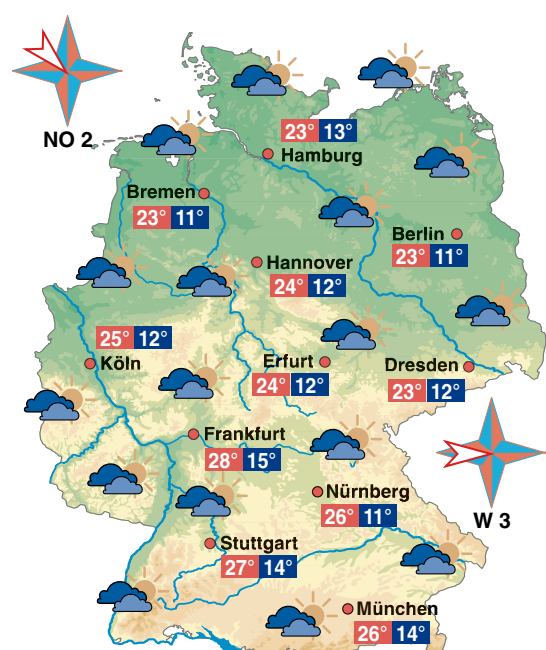 NO 2
23° 13°
Hamburg
Bremen
23° 11°
Berlin
23° 11°
Hannover
24° 12°
25° 12°
Köln
Erfurt
24° 12°
Dresden
23° 12°
Frankfurt
28° 15°
Nürnberg
26° 11°
W 3
Stuttgart
27° 14°
München
26° 14°